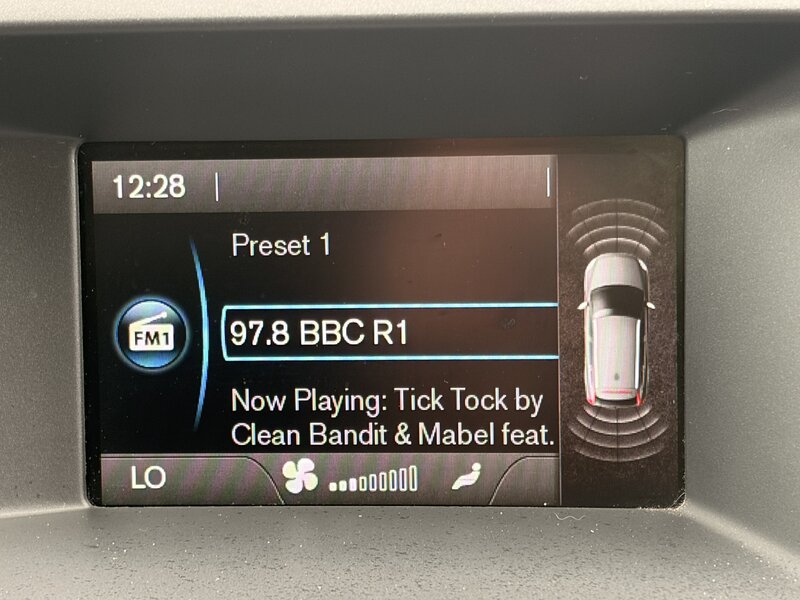 12:28
Preset 1
FM1
97.8 BBC R1
Now Playing: Tick Tock by
Clean Bandit & Mabel feat.
LO